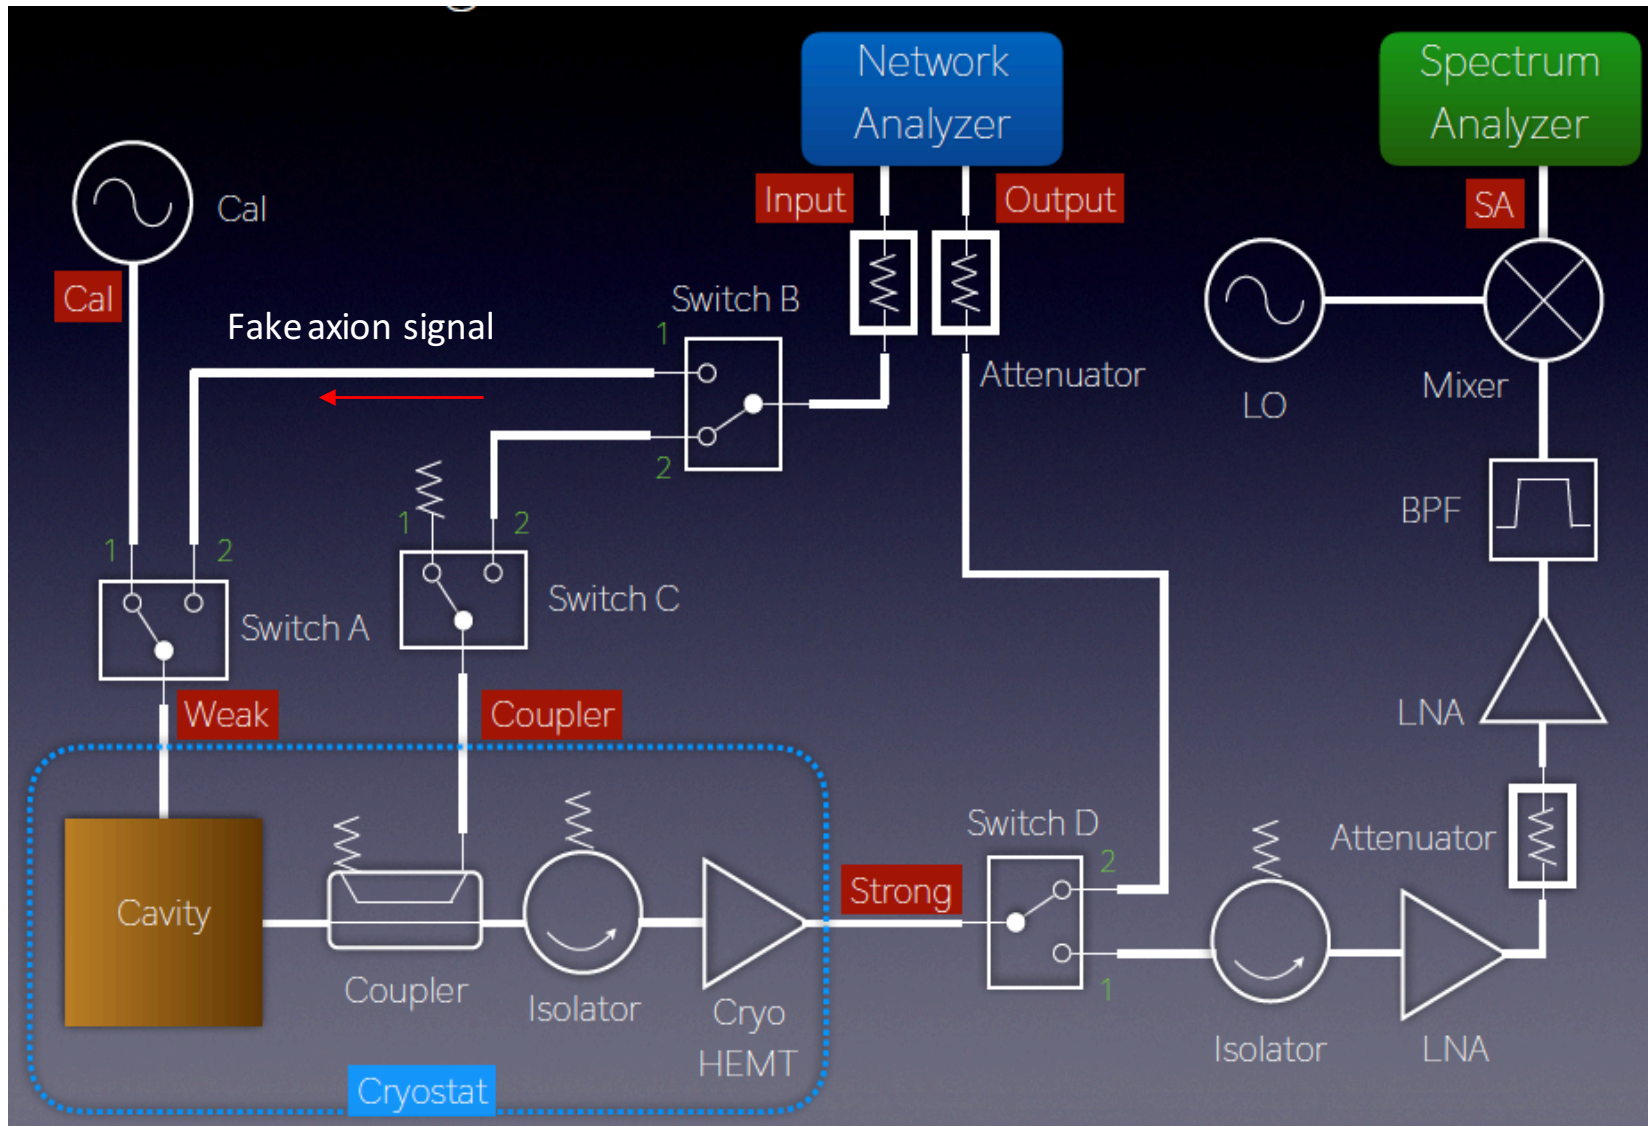 Network
Analyzer
Spectrum
Analyzer
Input
Output
SA
Cal
Cal
Switch B
Fake axion signal
1
2
Attenuator
LO
Mixer
BPF
1
2
1
2
Switch A
Switch C
Weak
Coupler
LNA
Switch D
Attenuator
2
1
Strong
Cavity
Coupler
Isolator
Cryo
HEMT
Isolator
LNA
Cryostat